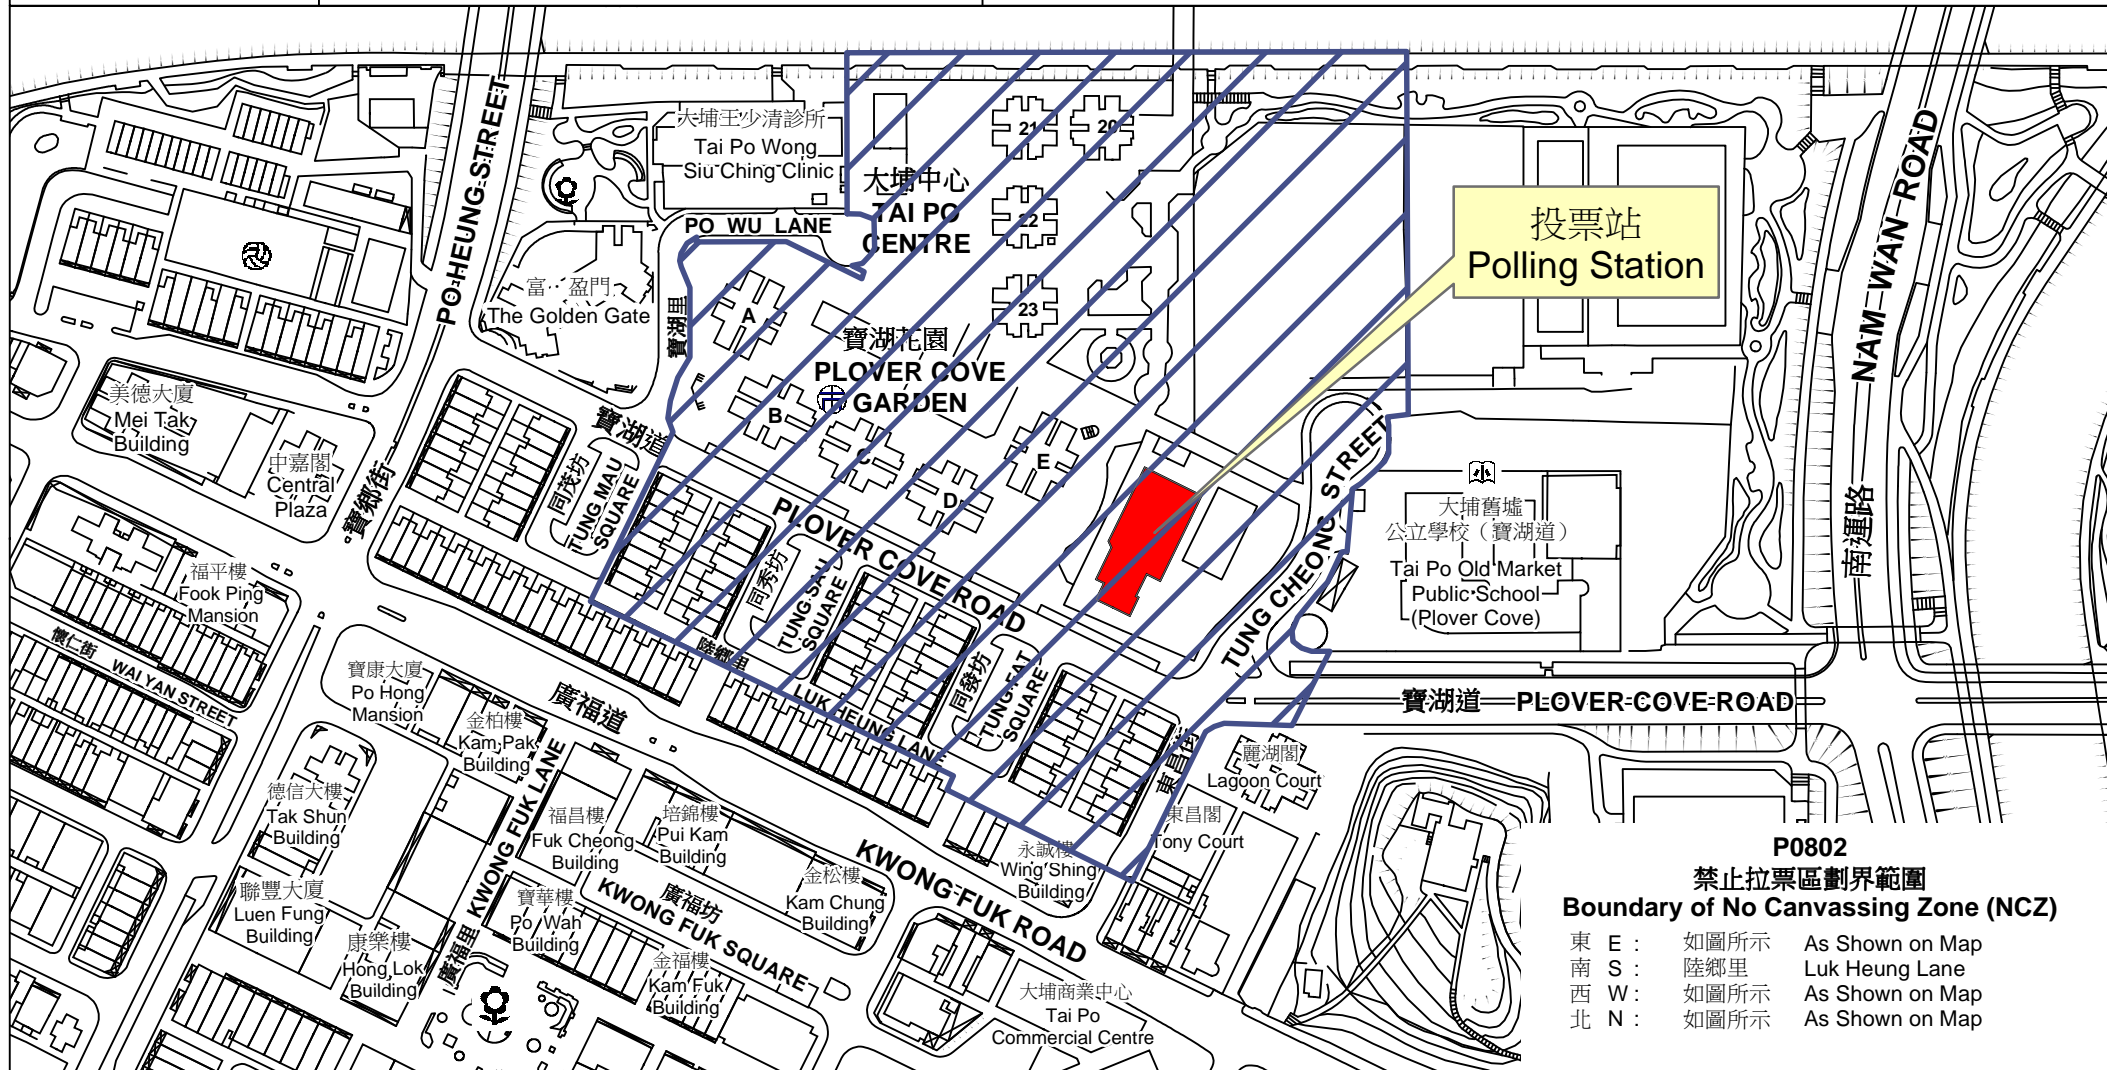 大埔王少清診所
Tai Po Wong
Siu Ching Clinic
大埔中心
TAI PO
CENTRE
21
20
22
23
PO WU LANE
PO HEUNG STREET
寶鄉街
富·盈門
The Golden Gate
寶湖里
寶湖花園
PLOVER COVE
GARDEN
A
B
C
D
E
投票站
Polling Station
NAM WAN ROAD
南運路
美德大廈
Mei Tak
Building
中嘉閣
Central
Plaza
寶湖道
同茂坊
TUNG MAU
SQUARE
PLOVER COVE ROAD
同秀坊
TUNG SAU
SQUARE
同發坊
TUNG FAT
SQUARE
TUNG CHEONG STREET
東昌街
小
大埔舊墟
公立學校（寶湖道）
Tai Po Old Market
Public School
(Plover Cove)
寶湖道 PLOVER COVE ROAD
福平樓
Fook Ping
Mansion
懷仁街 WAI YAN STREET
陸鄉里
LUK HEUNG LANE
寶康大廈
Po Hong
Mansion
金柏樓
Kam Pak
Building
廣福道
KWONG FUK ROAD
麗湖閣
Lagoon Court
東昌閣
Tony Court
永誠樓
Wing Shing
Building
德信大樓
Tak Shun
Building
福昌樓
Fuk Cheong
Building
培錦樓
Pui Kam
Building
金松樓
Kam Chung
Building
廣福里 KWONG FUK LANE
聯豐大廈
Luen Fung
Building
康樂樓
Hong Lok
Building
寶華樓
Po Wah
Building
廣福坊
KWONG FUK SQUARE
金福樓
Kam Fuk
Building
大埔商業中心
Tai Po
Commercial Centre
P0802
禁止拉票區劃界範圍
Boundary of No Canvassing Zone (NCZ)
東 E : 如圖所示 As Shown on Map
南 S : 陸鄉里 Luk Heung Lane
西 W : 如圖所示 As Shown on Map
北 N : 如圖所示 As Shown on Map